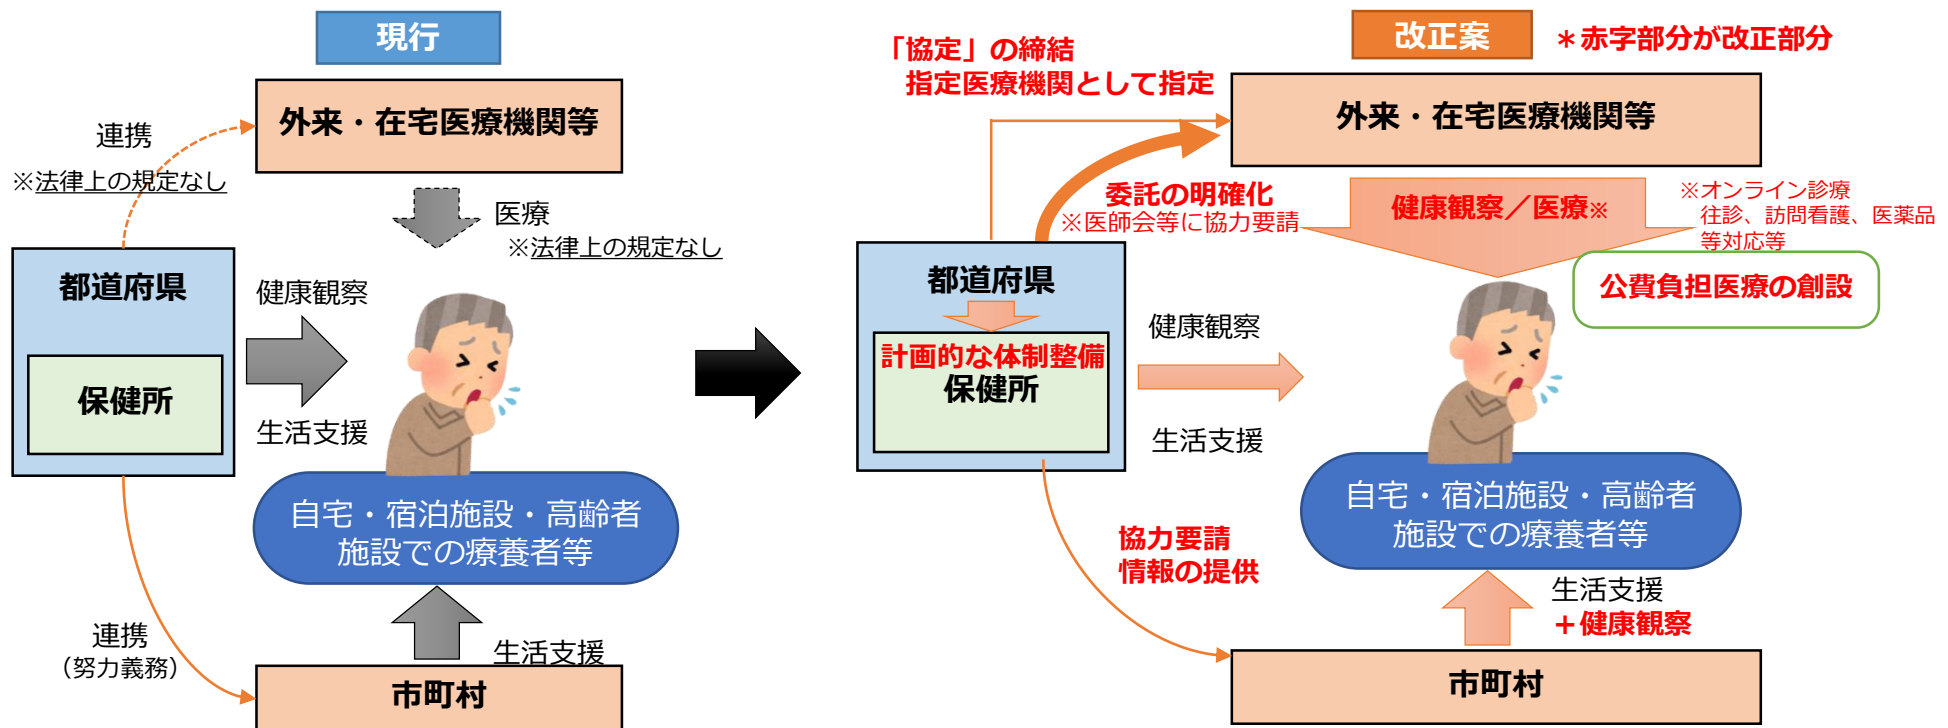 現行
外来・在宅医療機関等
連携
※法律上の規定なし
医療
※法律上の規定なし
都道府県
保健所
健康観察
生活支援
自宅・宿泊施設・高齢者
施設での療養者等
連携
（努力義務）
生活支援
市町村
改正案
＊赤字部分が改正部分
「協定」の締結
指定医療機関として指定
外来・在宅医療機関等
委託の明確化
※医師会等に協力要請
健康観察／医療※
※オンライン診療
往診、訪問看護、医薬品
等対応等
公費負担医療の創設
都道府県
計画的な体制整備
保健所
健康観察
生活支援
自宅・宿泊施設・高齢者
施設での療養者等
協力要請
情報の提供
生活支援
＋健康観察
市町村